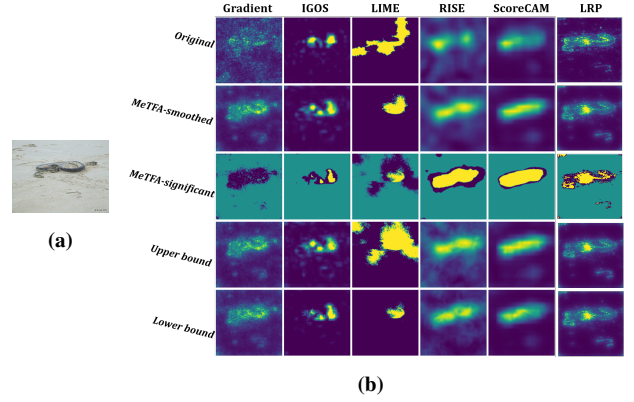 Gradient IGOS LIME RISE ScoreCAM LRP
Original
MeTFA-smoothed
MeTFA-significant
Upper bound
Lower bound
(a)
(b)